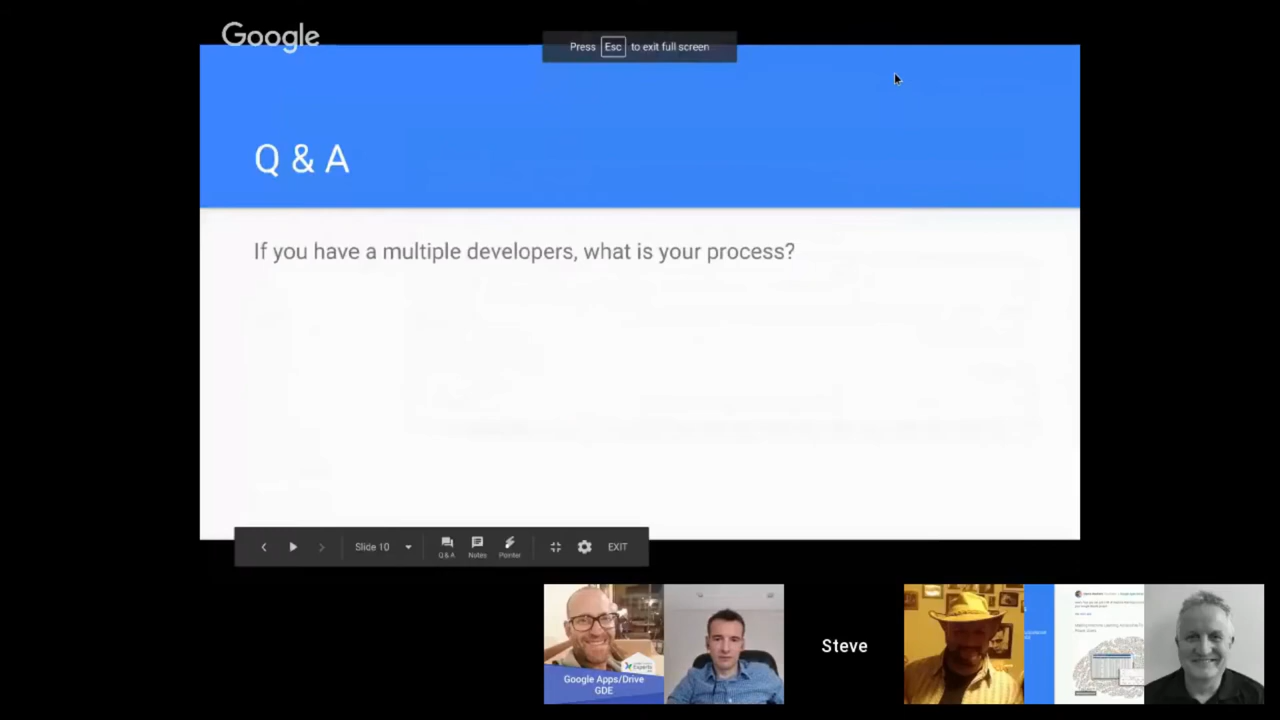 Google
Press Esc to exit full screen
Q & A
If you have a multiple developers, what is your process?
Slide 10
Q&A
Notes
Pointer
EXIT
Experts
Google Apps/Drive
GDE
Steve